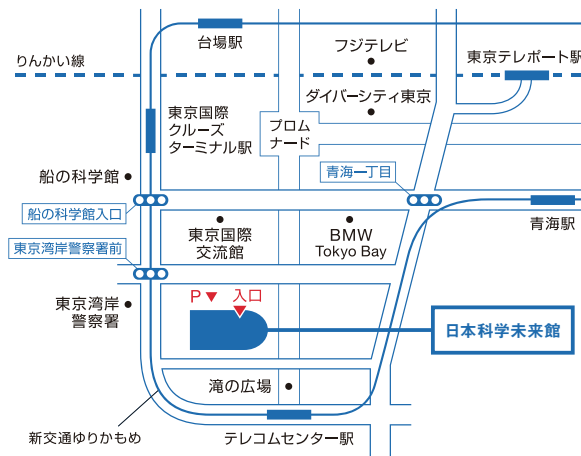 台場駅
フジテレビ
東京テレポート駅
りんかい線
ダイバーシティ東京
東京国際
クルーズ
ターミナル駅
プロム
ナード
船の科学館
青海一丁目
船の科学館入口
青海駅
東京国際
交流館
BMW
Tokyo Bay
東京湾岸警察署前
東京湾岸
警察署
P
入口
日本科学未来館
滝の広場
新交通ゆりかもめ
テレコムセンター駅